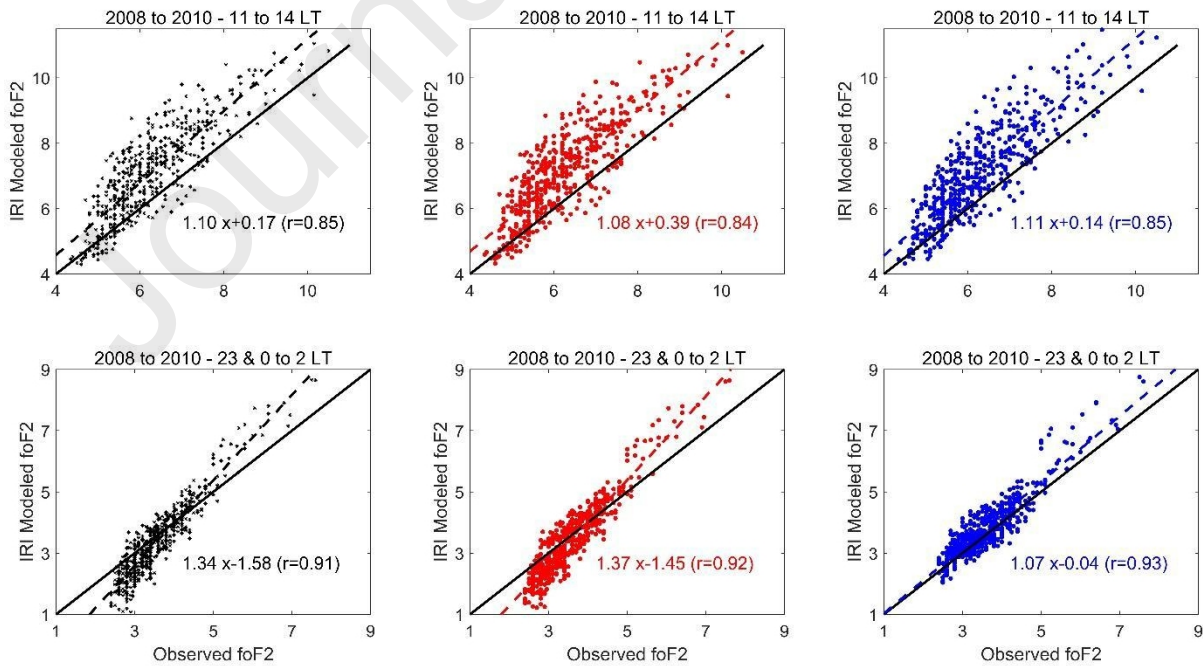 Journa
2008 to 2010 - 11 to 14 LT
IRI Modeled foF2
10
8
6
4
4
6
8
10
1.10 x+0.17 (r=0.85)
2008 to 2010 - 11 to 14 LT
IRI Modeled foF2
10
8
6
4
4
6
8
10
1.08 x+0.39 (r=0.84)
2008 to 2010 - 11 to 14 LT
IRI Modeled foF2
10
8
6
4
4
6
8
10
1.11 x+0.14 (r=0.85)
2008 to 2010 - 23 & 0 to 2 LT
IRI Modeled foF2
9
7
5
3
1
1
3
5
7
9
1.34 x-1.58 (r=0.91)
Observed foF2
2008 to 2010 - 23 & 0 to 2 LT
IRI Modeled foF2
9
7
5
3
1
1
3
5
7
9
1.37 x-1.45 (r=0.92)
Observed foF2
2008 to 2010 - 23 & 0 to 2 LT
IRI Modeled foF2
9
7
5
3
1
1
3
5
7
9
1.07 x-0.04 (r=0.93)
Observed foF2